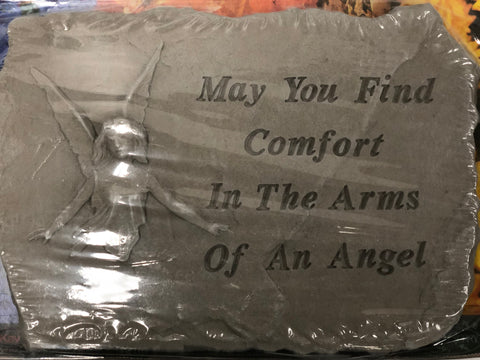 May You Find
Comfort
In The Arms
Of An Angel